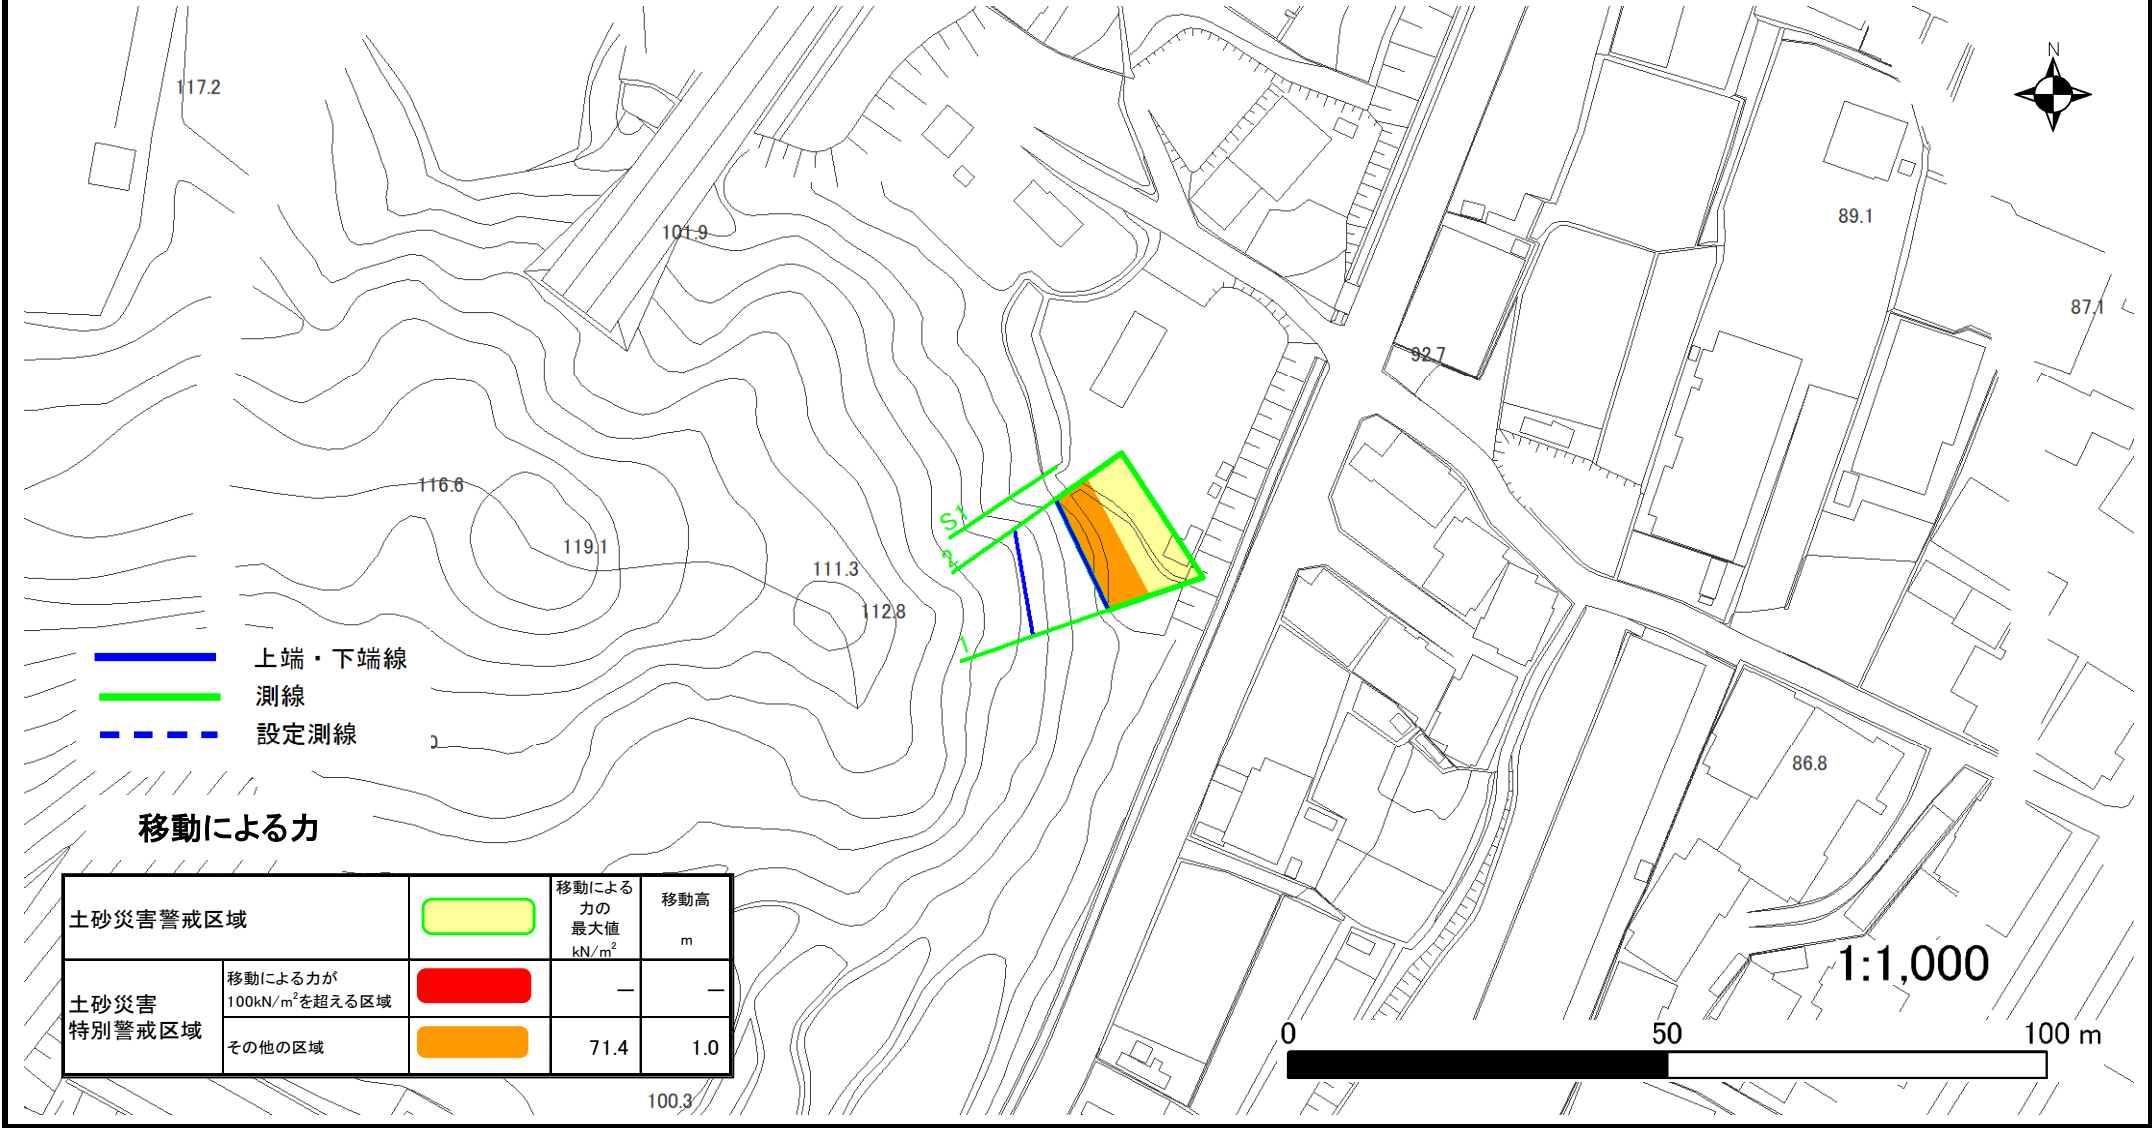 N
117.2
101.9
89.1
87.1
92.7
116.6
119.1
111.3
112.8
S1
2
1
上端・下端線
測線
設定測線
移動による力
86.8
土砂災害警戒区域
移動による
力の
最大値
kN/m²
移動高
m
土砂災害
特別警戒区域
移動による力が
100kN/m²を超える区域
—
—
その他の区域
71.4
1.0
1:1,000
0
50
100 m
100.3